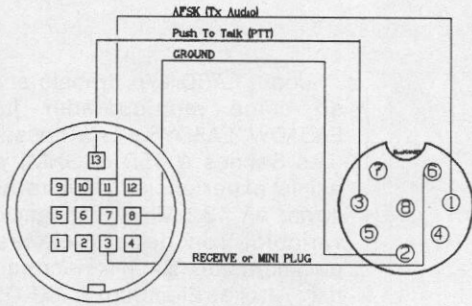 AFSK (Tx Audio)
Push To Talk (PTT)
GROUND
13
9 10 11 12
5 6 7 8
1 2 3 4
7 6
3 8 1
5 4
2
RECEIVE or MINI PLUG